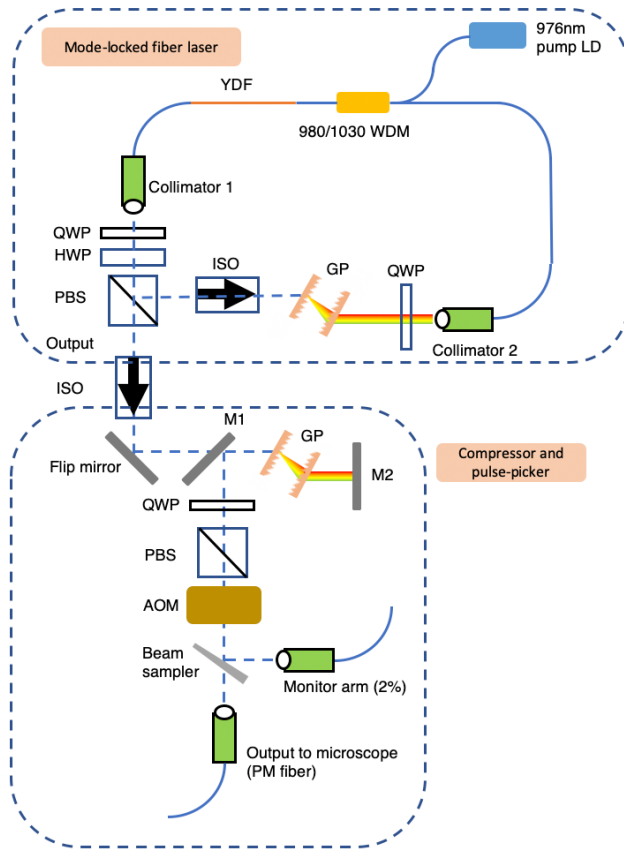 Mode-locked fiber laser
976nm
pump LD
YDF
980/1030 WDM
Collimator 1
QWP
HWP
ISO
GP
QWP
PBS
Output
Collimator 2
ISO
M1
GP
Flip mirror
M2
Compressor and
pulse-picker
QWP
PBS
AOM
Beam
sampler
Monitor arm (2%)
Output to microscope
(PM fiber)